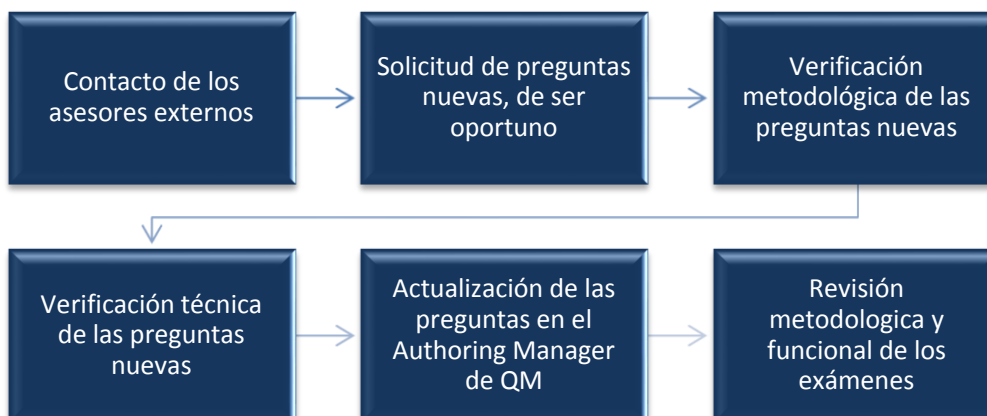 Contacto de los
asesores externos
Solicitud de preguntas
nuevas, de ser
oportuno
Verificación
metodológica de las
preguntas nuevas
Verificación técnica
de las preguntas
nuevas
Actualización de las
preguntas en el
Authoring Manager
de QM
Revisión
metodologica y
funcional de los
exámenes